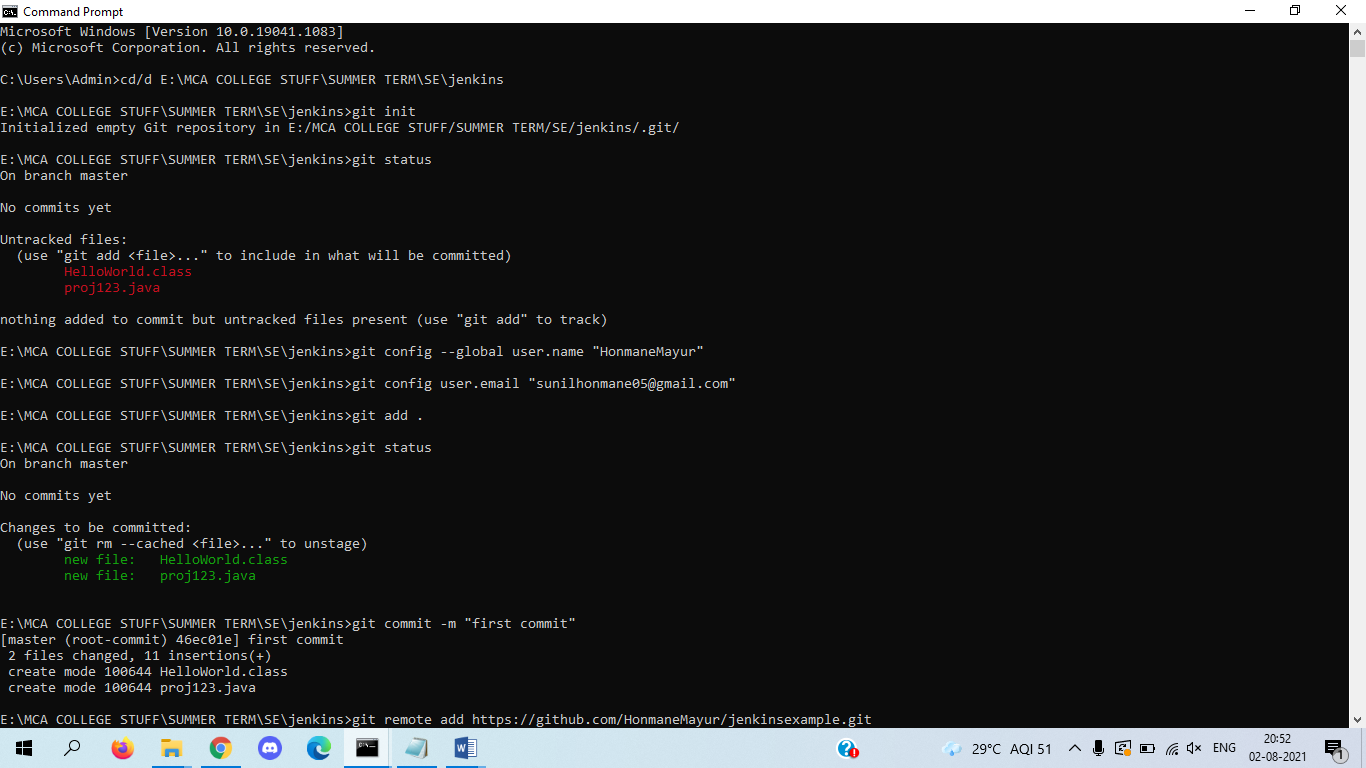 Command Prompt
Microsoft Windows [Version 10.0.19041.1083]
(c) Microsoft Corporation. All rights reserved.
C:\Users\Admin>cd/d E:\MCA COLLEGE STUFF\SUMMER TERM\SE\jenkins
E:\MCA COLLEGE STUFF\SUMMER TERM\SE\jenkins>git init
Initialized empty Git repository in E:/MCA COLLEGE STUFF/SUMMER TERM/SE/jenkins/.git/
E:\MCA COLLEGE STUFF\SUMMER TERM\SE\jenkins>git status
On branch master
No commits yet
Untracked files:
  (use "git add <file>..." to include in what will be committed)
        HelloWorld.class
        proj123.java
nothing added to commit but untracked files present (use "git add" to track)
E:\MCA COLLEGE STUFF\SUMMER TERM\SE\jenkins>git config --global user.name "HonmaneMayur"
E:\MCA COLLEGE STUFF\SUMMER TERM\SE\jenkins>git config user.email "sunilhonmane05@gmail.com"
E:\MCA COLLEGE STUFF\SUMMER TERM\SE\jenkins>git add .
E:\MCA COLLEGE STUFF\SUMMER TERM\SE\jenkins>git status
On branch master
No commits yet
Changes to be committed:
  (use "git rm --cached <file>..." to unstage)
        new file:   HelloWorld.class
        new file:   proj123.java
E:\MCA COLLEGE STUFF\SUMMER TERM\SE\jenkins>git commit -m "first commit"
[master (root-commit) 46ec01e] first commit
 2 files changed, 11 insertions(+)
 create mode 100644 HelloWorld.class
 create mode 100644 proj123.java
E:\MCA COLLEGE STUFF\SUMMER TERM\SE\jenkins>git remote add https://github.com/HonmaneMayur/jenkinsexample.git
29°C AQI 51 ENG 20:52
02-08-2021
1